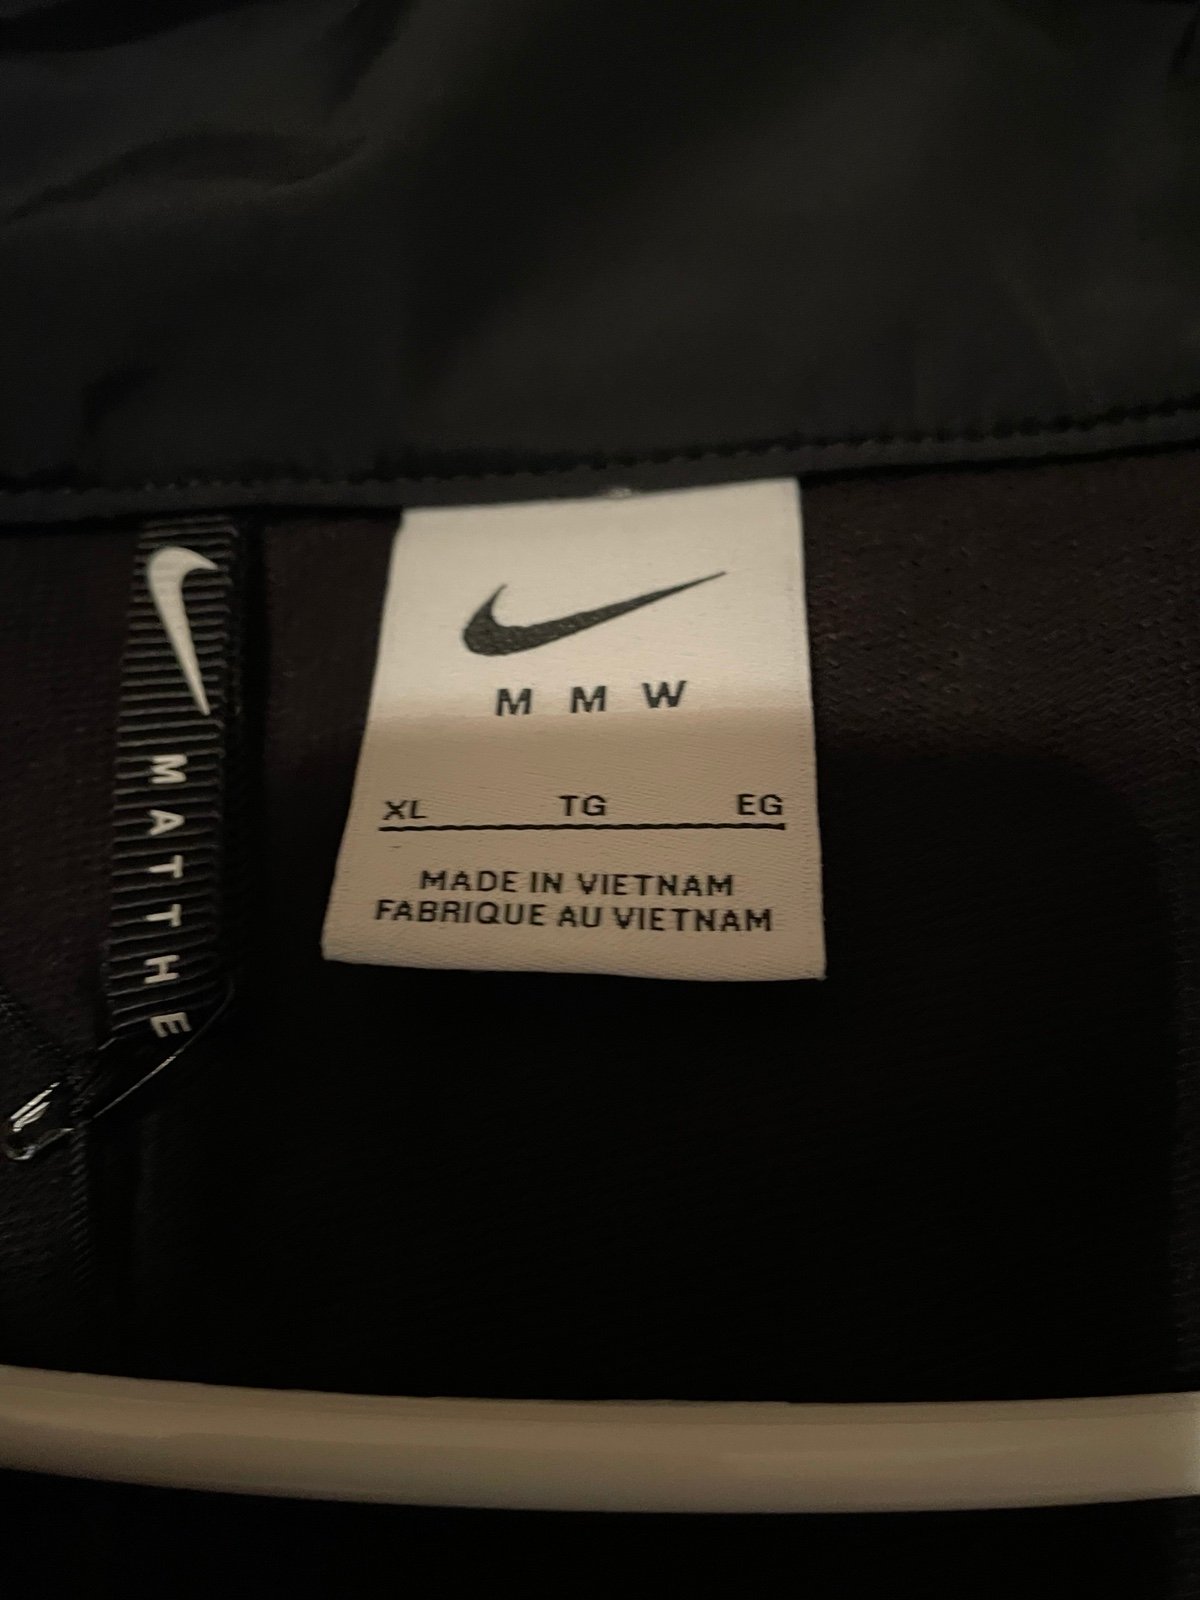 M M W
XL TG EG
MADE IN VIETNAM
FABRIQUE AU VIETNAM
MATTHE